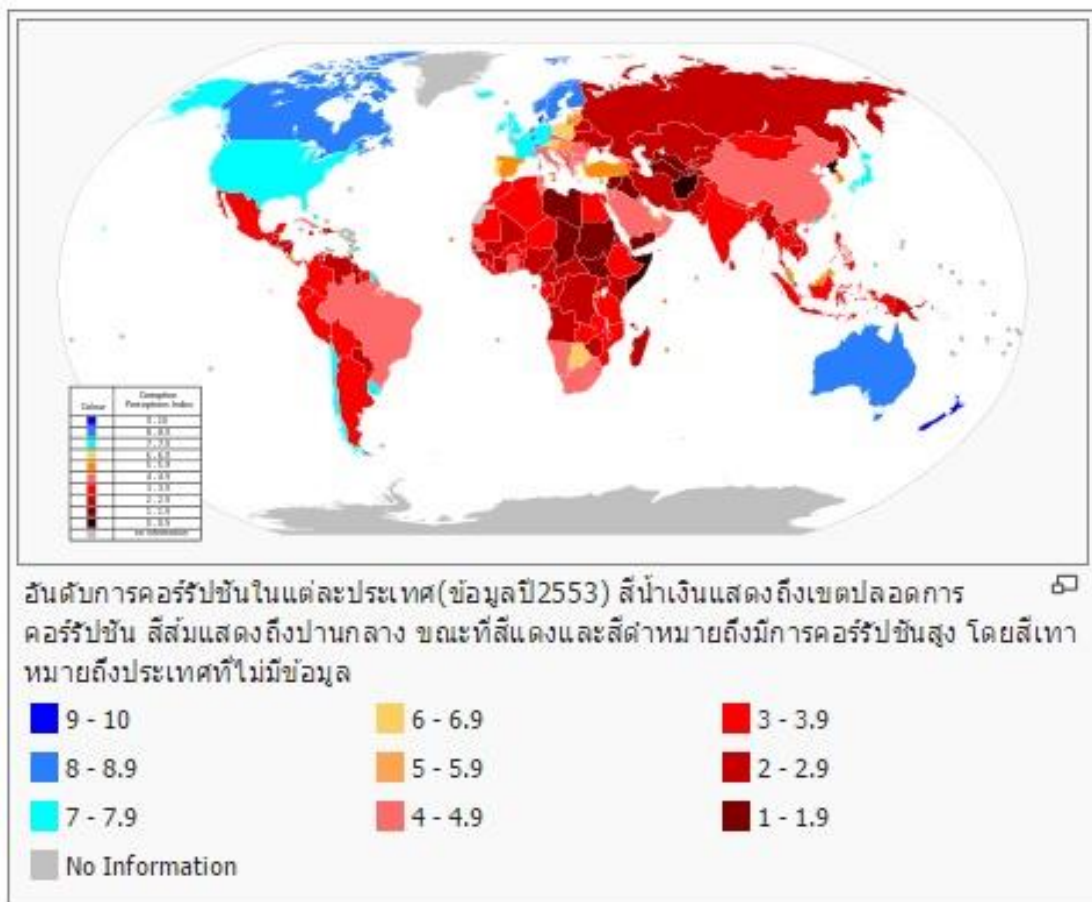 Colour
Corruption Perceptions Index
อันดับการคอร์รัปชันในแต่ละประเทศ(ข้อมูลปี2553) สีน้ำเงินแสดงถึงเขตปลอดการ
คอร์รัปชัน สีส้มแสดงถึงปานกลาง ขณะที่สีแดงและสีดำหมายถึงมีการคอร์รัปชันสูง โดยสีเทา
หมายถึงประเทศที่ไม่มีข้อมูล
9 - 10
6 - 6.9
3 - 3.9
8 - 8.9
5 - 5.9
2 - 2.9
7 - 7.9
4 - 4.9
1 - 1.9
No Information